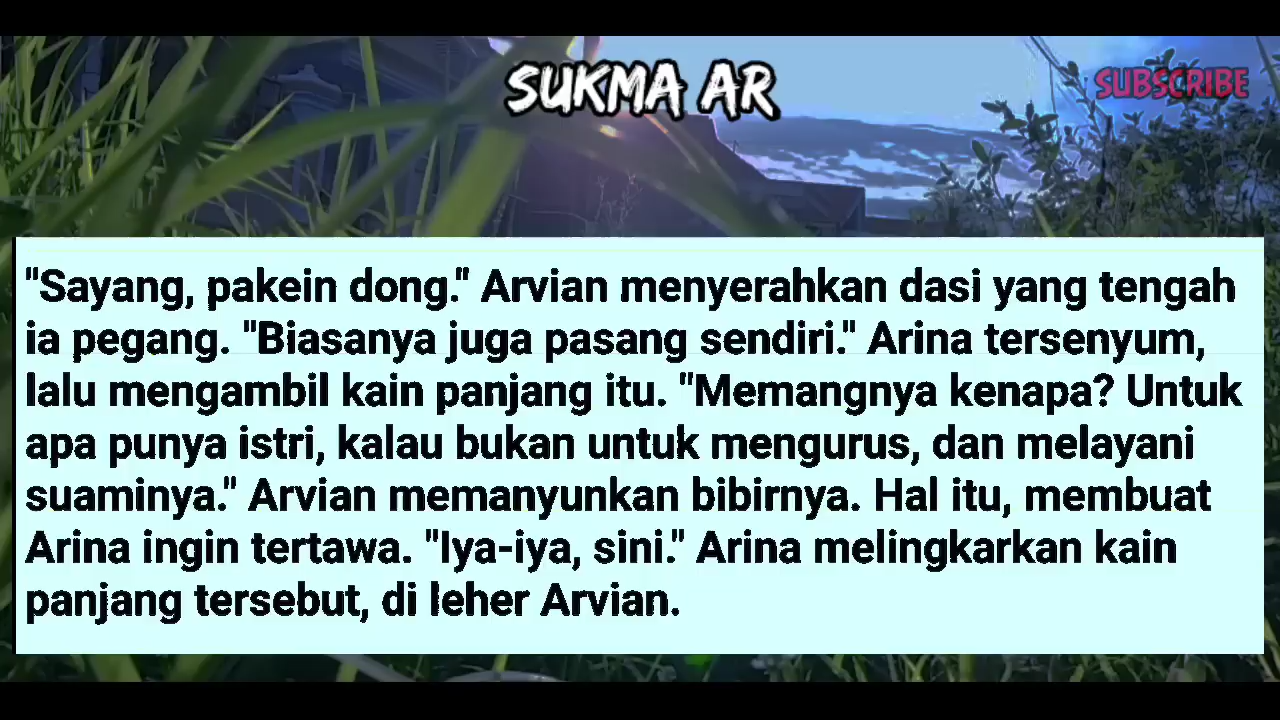 SUKMA AR
SUBSCRIBE
"Sayang, pakein dong." Arvian menyerahkan dasi yang tengah
ia pegang. "Biasanya juga pasang sendiri." Arina tersenyum,
lalu mengambil kain panjang itu. "Memangnya kenapa? Untuk
apa punya istri, kalau bukan untuk mengurus, dan melayani
suaminya." Arvian memanyunkan bibirnya. Hal itu, membuat
Arina ingin tertawa. "Iya-iya, sini." Arina melingkarkan kain
panjang tersebut, di leher Arvian.